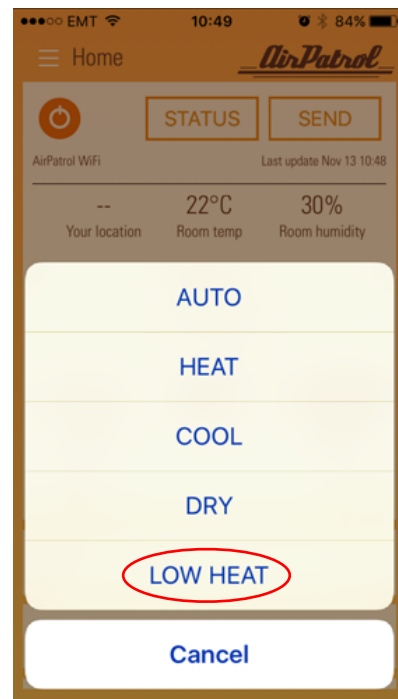 EMT 10:49 84%
Home AirPatrol
STATUS SEND
AirPatrol WiFi Last update Nov 13 10:48
-- 22°C 30%
Your location Room temp Room humidity
AUTO
HEAT
COOL
DRY
LOW HEAT
Cancel